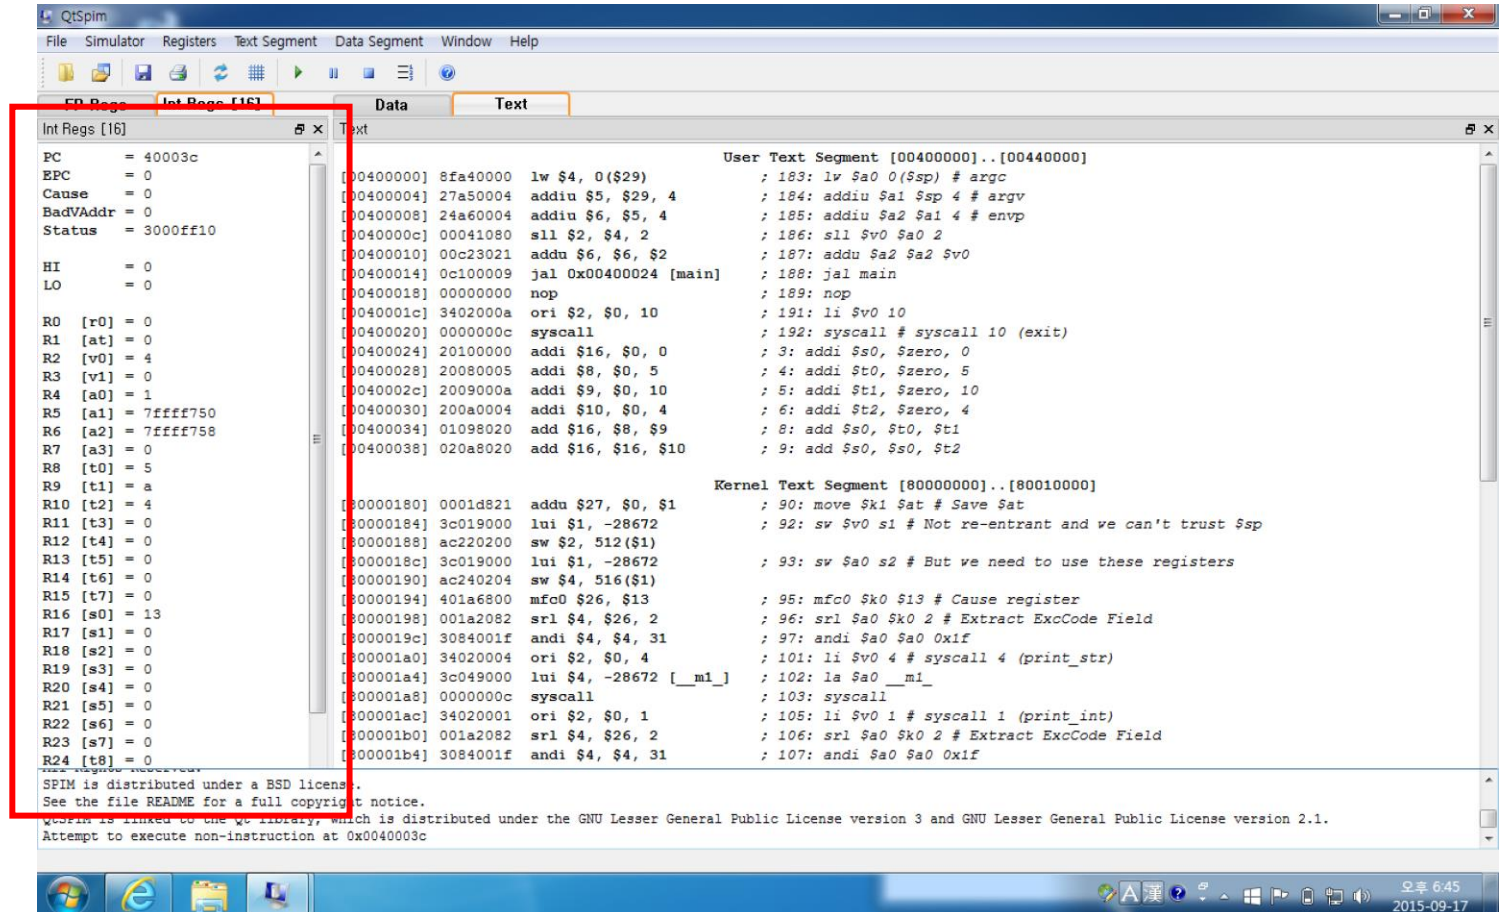 QtSpim
File Simulator Registers Text Segment Data Segment Window Help
FP Regs Int Regs [16] Data Text
Int Regs [16]
PC = 40003c
EPC = 0
Cause = 0
BadVAddr = 0
Status = 3000ff10
HI = 0
LO = 0
R0 [r0] = 0
R1 [at] = 0
R2 [v0] = 4
R3 [v1] = 0
R4 [a0] = 1
R5 [a1] = 7ffff750
R6 [a2] = 7ffff758
R7 [a3] = 0
R8 [t0] = 5
R9 [t1] = a
R10 [t2] = 4
R11 [t3] = 0
R12 [t4] = 0
R13 [t5] = 0
R14 [t6] = 0
R15 [t7] = 0
R16 [s0] = 13
R17 [s1] = 0
R18 [s2] = 0
R19 [s3] = 0
R20 [s4] = 0
R21 [s5] = 0
R22 [s6] = 0
R23 [s7] = 0
R24 [t8] = 0
Text
User Text Segment [00400000]..[00440000]
[00400000] 8fa40000 lw $4, 0($29) ; 183: lw $a0 0($sp) # argc
[00400004] 27a50004 addiu $5, $29, 4 ; 184: addiu $a1 $sp 4 # argv
[00400008] 24a60004 addiu $6, $5, 4 ; 185: addiu $a2 $a1 4 # envp
[0040000c] 00041080 sll $2, $4, 2 ; 186: sll $v0 $a0 2
[00400010] 00c23021 addu $6, $6, $2 ; 187: addu $a2 $a2 $v0
[00400014] 0c100009 jal 0x00400024 [main] ; 188: jal main
[00400018] 00000000 nop ; 189: nop
[0040001c] 3402000a ori $2, $0, 10 ; 191: li $v0 10
[00400020] 0000000c syscall ; 192: syscall # syscall 10 (exit)
[00400024] 20100000 addi $16, $0, 0 ; 3: addi $s0, $zero, 0
[00400028] 20080005 addi $8, $0, 5 ; 4: addi $t0, $zero, 5
[0040002c] 2009000a addi $9, $0, 10 ; 5: addi $t1, $zero, 10
[00400030] 200a0004 addi $10, $0, 4 ; 6: addi $t2, $zero, 4
[00400034] 01098020 add $16, $8, $9 ; 8: add $s0, $t0, $t1
[00400038] 020a8020 add $16, $16, $10 ; 9: add $s0, $s0, $t2
Kernel Text Segment [80000000]..[80010000]
[80000180] 0001d821 addu $27, $0, $1 ; 90: move $k1 $at # Save $at
[80000184] 3c019000 lui $1, -28672 ; 92: sw $v0 s1 # Not re-entrant and we can't trust $sp
[80000188] ac220200 sw $2, 512($1)
[8000018c] 3c019000 lui $1, -28672 ; 93: sw $a0 s2 # But we need to use these registers
[80000190] ac240204 sw $4, 516($1)
[80000194] 401a6800 mfc0 $26, $13 ; 95: mfc0 $k0 $13 # Cause register
[80000198] 001a2082 srl $4, $26, 2 ; 96: srl $a0 $k0 2 # Extract ExcCode Field
[8000019c] 3084001f andi $4, $4, 31 ; 97: andi $a0 $a0 0x1f
[800001a0] 34020004 ori $2, $0, 4 ; 101: li $v0 4 # syscall 4 (print_str)
[800001a4] 3c049000 lui $4, -28672 [__m1_] ; 102: la $a0 __m1_
[800001a8] 0000000c syscall ; 103: syscall
[800001ac] 34020001 ori $2, $0, 1 ; 105: li $v0 1 # syscall 1 (print_int)
[800001b0] 001a2082 srl $4, $26, 2 ; 106: srl $a0 $k0 2 # Extract ExcCode Field
[800001b4] 3084001f andi $4, $4, 31 ; 107: andi $a0 $a0 0x1f
All Rights Reserved.
SPIM is distributed under a BSD license.
See the file README for a full copyright notice.
QtSPIM is linked to the Qt library, which is distributed under the GNU Lesser General Public License version 3 and GNU Lesser General Public License version 2.1.
Attempt to execute non-instruction at 0x0040003c
A 漢
오후 6:45
2015-09-17